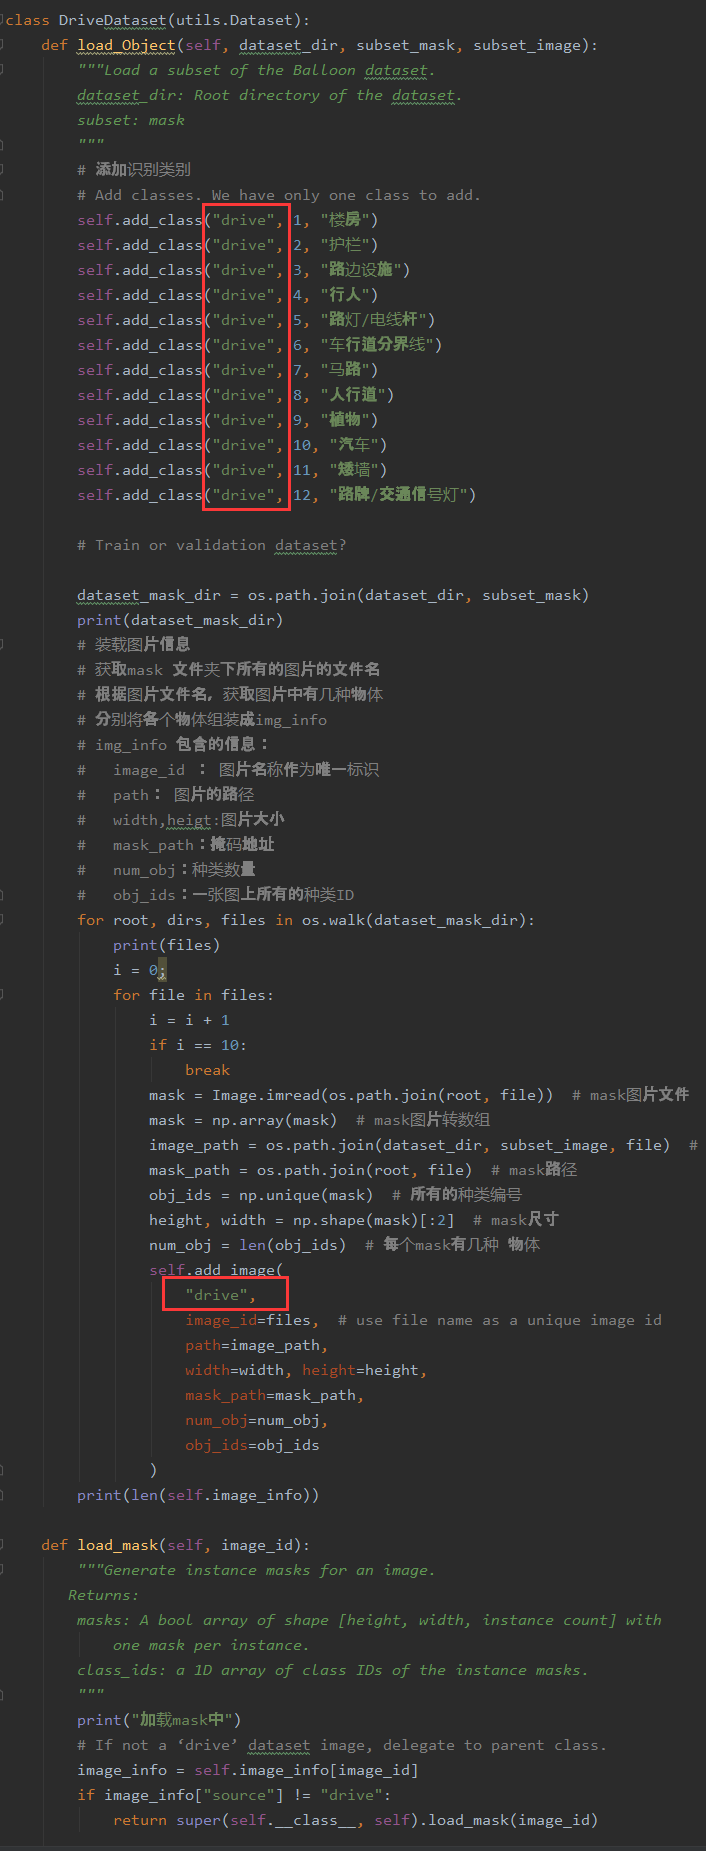 class DriveDataset(utils.Dataset):
    def load_Object(self, dataset_dir, subset_mask, subset_image):
        """Load a subset of the Balloon dataset.
        dataset_dir: Root directory of the dataset.
        subset: mask
        """
        # 添加识别类别
        # Add classes. We have only one class to add.
        self.add_class("drive", 1, "楼房")
        self.add_class("drive", 2, "护栏")
        self.add_class("drive", 3, "路边设施")
        self.add_class("drive", 4, "行人")
        self.add_class("drive", 5, "路灯/电线杆")
        self.add_class("drive", 6, "车行道分界线")
        self.add_class("drive", 7, "马路")
        self.add_class("drive", 8, "人行道")
        self.add_class("drive", 9, "植物")
        self.add_class("drive", 10, "汽车")
        self.add_class("drive", 11, "矮墙")
        self.add_class("drive", 12, "路牌/交通信号灯")
        # Train or validation dataset?
        dataset_mask_dir = os.path.join(dataset_dir, subset_mask)
        print(dataset_mask_dir)
        # 装载图片信息
        # 获取mask 文件夹下所有的图片的文件名
        # 根据图片文件名，获取图片中有几种物体
        # 分别将各个物体组装成img_info
        # img_info 包含的信息：
        #   image_id ： 图片名称作为唯一标识
        #   path： 图片的路径
        #   width,heigt:图片大小
        #   mask_path：掩码地址
        #   num_obj：种类数量
        #   obj_ids：一张图上所有的种类ID
        for root, dirs, files in os.walk(dataset_mask_dir):
            print(files)
            i = 0;
            for file in files:
                i = i + 1
                if i == 10:
                    break
                mask = Image.imread(os.path.join(root, file))  # mask图片文件
                mask = np.array(mask)  # mask图片转数组
                image_path = os.path.join(dataset_dir, subset_image, file)  #
                mask_path = os.path.join(root, file)  # mask路径
                obj_ids = np.unique(mask)  # 所有的种类编号
                height, width = np.shape(mask)[:2]  # mask尺寸
                num_obj = len(obj_ids)  # 每个mask有几种 物体
                self.add_image(
                    "drive",
                    image_id=files,  # use file name as a unique image id
                    path=image_path,
                    width=width, height=height,
                    mask_path=mask_path,
                    num_obj=num_obj,
                    obj_ids=obj_ids
                )
        print(len(self.image_info))
    def load_mask(self, image_id):
        """Generate instance masks for an image.
       Returns:
        masks: A bool array of shape [height, width, instance count] with
            one mask per instance.
        class_ids: a 1D array of class IDs of the instance masks.
        """
        print("加载mask中")
        # If not a ‘drive’ dataset image, delegate to parent class.
        image_info = self.image_info[image_id]
        if image_info["source"] != "drive":
            return super(self.__class__, self).load_mask(image_id)